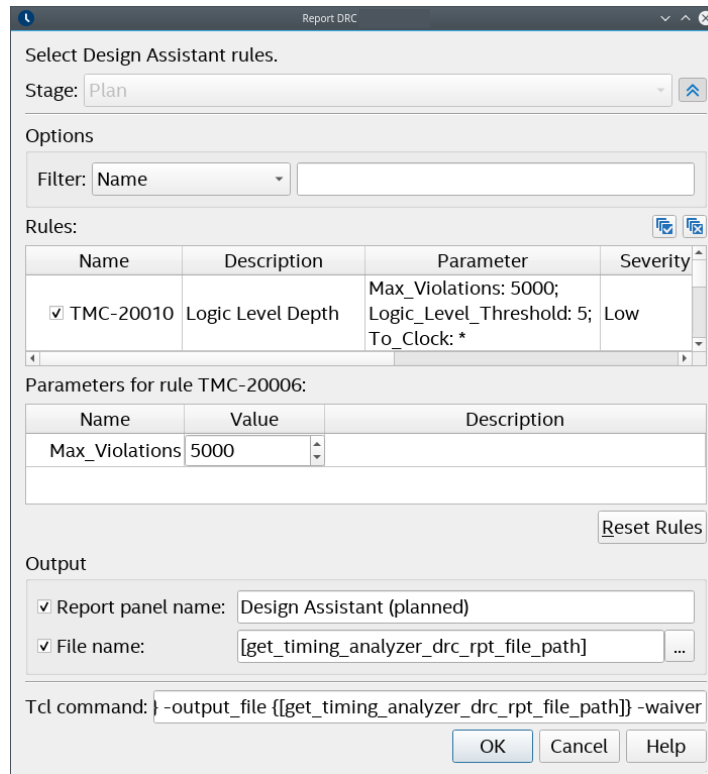 Report DRC
Select Design Assistant rules.
Stage: Plan
Options
Filter: Name
Rules:
Name Description Parameter Severity
TMC-20010 Logic Level Depth Max_Violations: 5000;
Logic_Level_Threshold: 5;
To_Clock: *
Low
Parameters for rule TMC-20006:
Name Value Description
Max_Violations 5000
Reset Rules
Output
Report panel name: Design Assistant (planned)
File name: [get_timing_analyzer_drc_rpt_file_path] ...
Tcl command: } -output_file {[get_timing_analyzer_drc_rpt_file_path]} -waiver
OK Cancel Help